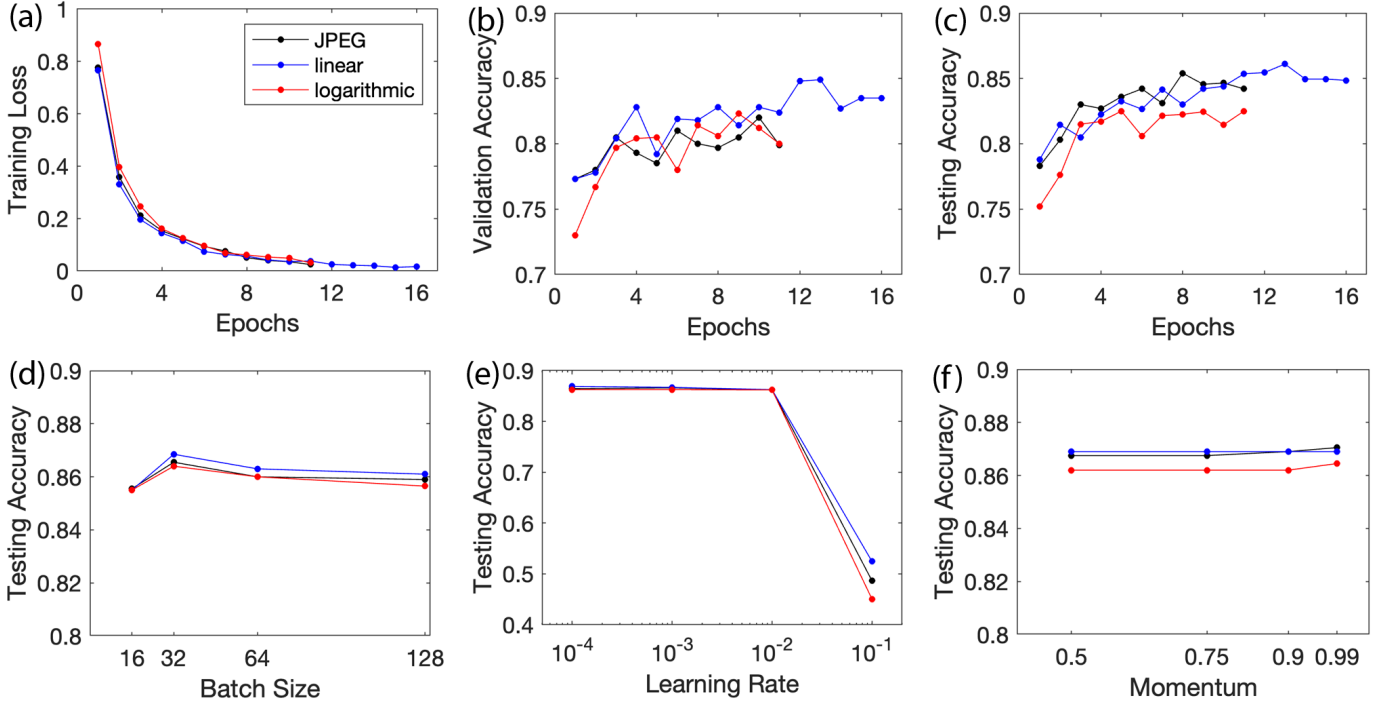 (a)
1
0.8
0.6
0.4
0.2
0
Training Loss
0 4 8 12 16
Epochs
JPEG
linear
logarithmic
(b)
0.9
0.85
0.8
0.75
0.7
Validation Accuracy
0 4 8 12 16
Epochs
(c)
0.9
0.85
0.8
0.75
0.7
Testing Accuracy
0 4 8 12 16
Epochs
(d)
0.9
0.88
0.86
0.84
0.82
0.8
Testing Accuracy
16 32 64 128
Batch Size
(e)
0.9
0.8
0.7
0.6
0.5
0.4
Testing Accuracy
10⁻⁴ 10⁻³ 10⁻² 10⁻¹
Learning Rate
(f)
0.9
0.88
0.86
0.84
0.82
0.8
Testing Accuracy
0.5 0.75 0.9 0.99
Momentum